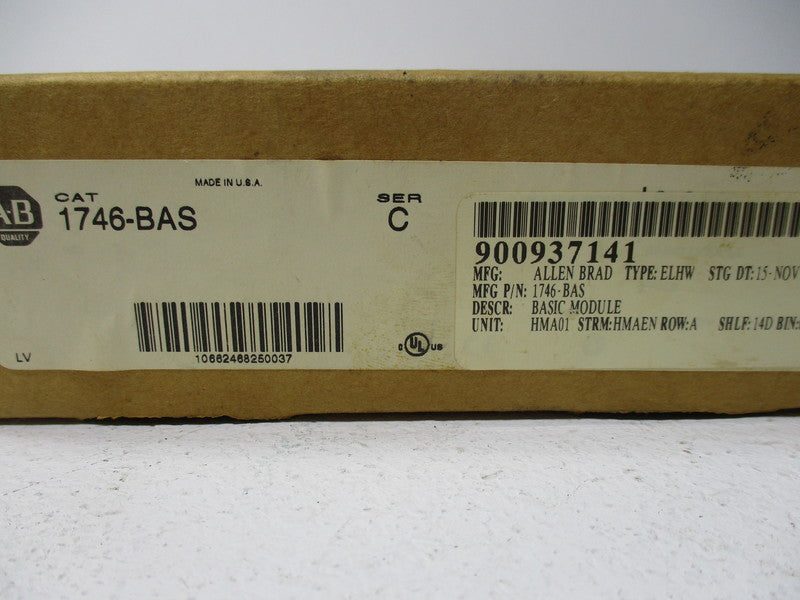 A-B
QUALITY
CAT
1746-BAS
MADE IN U.S.A.
SER
C
10662468250037
LV
C UL US
900937141
MFG: ALLEN BRAD TYPE: ELHW STG DT: 15-NOV
MFG P/N: 1746-BAS
DESCR: BASIC MODULE
UNIT: HMA01 STRM:HMAEN ROW:A SHLF: 14D BIN: